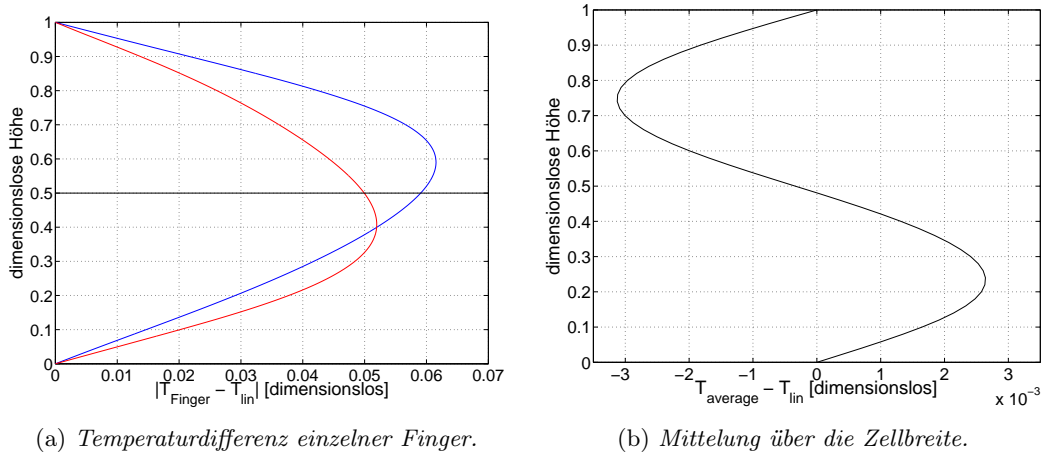 1
0.9
0.8
0.7
0.6
0.5
0.4
0.3
0.2
0.1
0
dimensionslose Höhe
0 0.01 0.02 0.03 0.04 0.05 0.06 0.07
|T_Finger − T_lin| [dimensionslos]
(a) Temperaturdifferenz einzelner Finger.
1
0.9
0.8
0.7
0.6
0.5
0.4
0.3
0.2
0.1
0
dimensionslose Höhe
−3 −2 −1 0 1 2 3
T_average − T_lin [dimensionslos]
x 10^−3
(b) Mittelung über die Zellbreite.